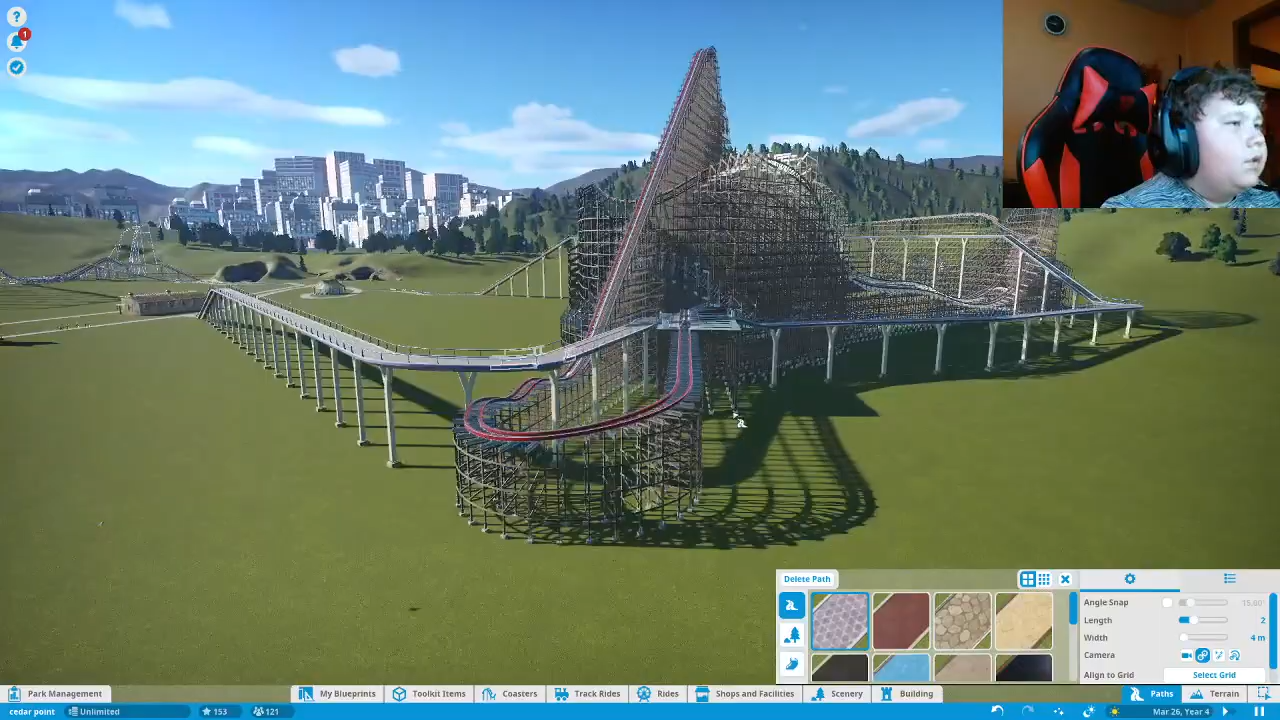 ?
1
Delete Path
Angle Snap 15.00°
Length 2
Width 4 m
Camera
Align to Grid Select Grid
Park Management My Blueprints Toolkit Items Coasters Track Rides Rides Shops and Facilities Scenery Building Paths Terrain
cedar point Unlimited 153 121 Mar 26, Year 4